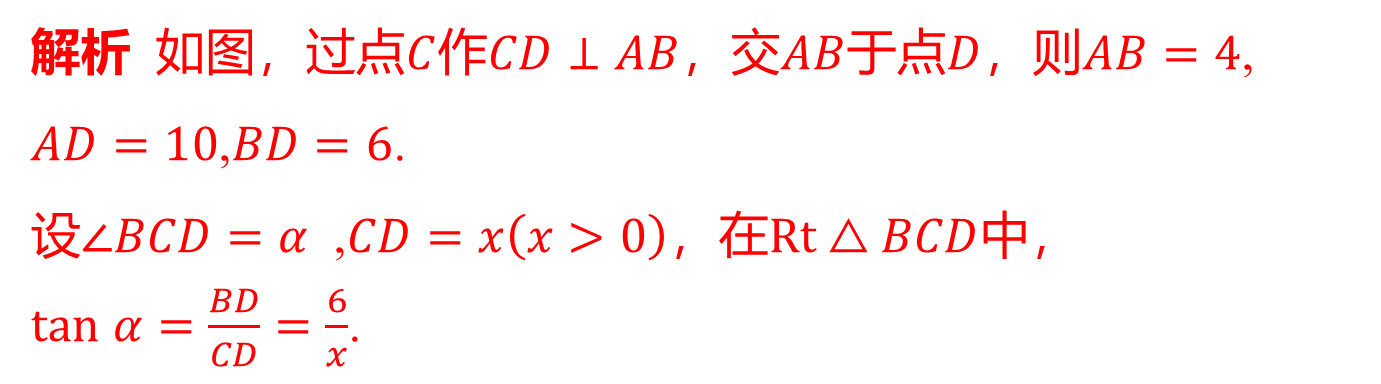 解析 如图，过点C作CD ⊥ AB，交AB于点D，则AB = 4,
AD = 10,BD = 6.
设∠BCD = α ,CD = x(x > 0)，在Rt △ BCD中，
tan α = BD/CD = 6/x.